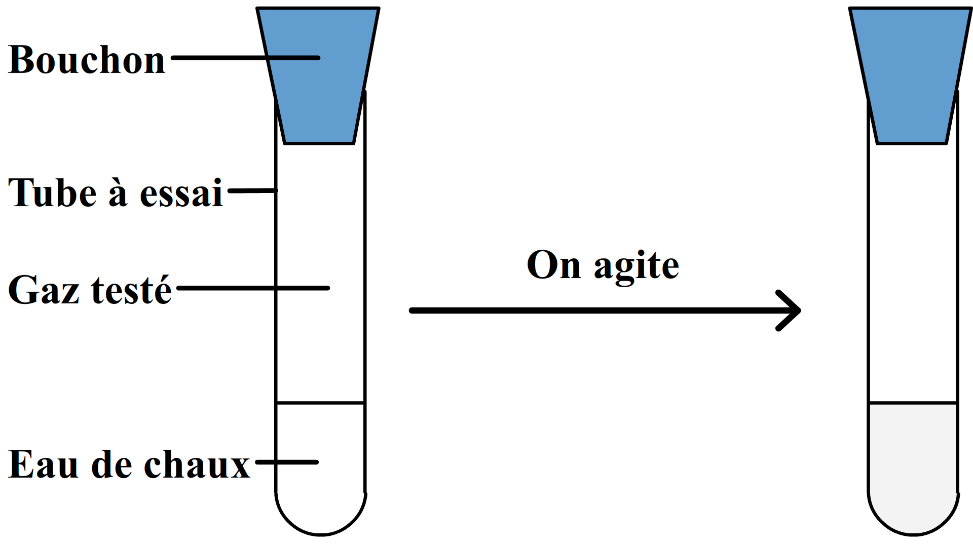 Bouchon
Tube à essai
On agite
Gaz testé
Eau de chaux